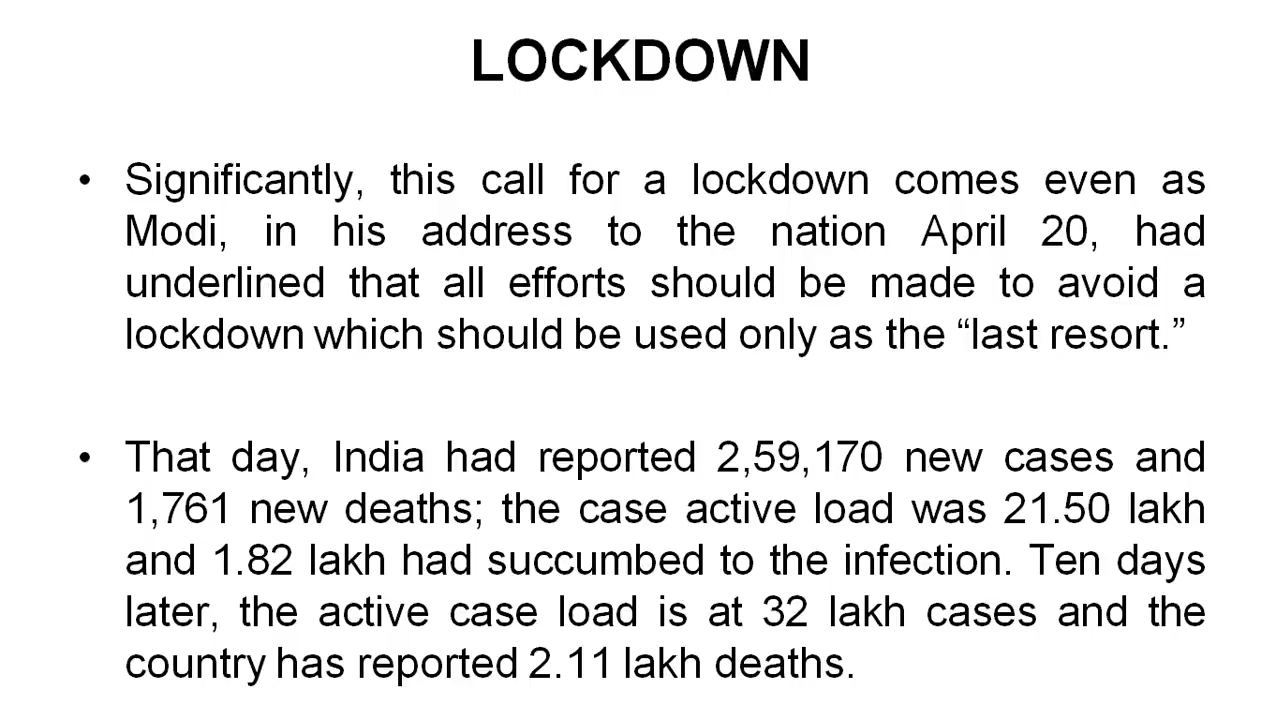 LOCKDOWN
• Significantly, this call for a lockdown comes even as
Modi, in his address to the nation April 20, had
underlined that all efforts should be made to avoid a
lockdown which should be used only as the “last resort.”
• That day, India had reported 2,59,170 new cases and
1,761 new deaths; the case active load was 21.50 lakh
and 1.82 lakh had succumbed to the infection. Ten days
later, the active case load is at 32 lakh cases and the
country has reported 2.11 lakh deaths.